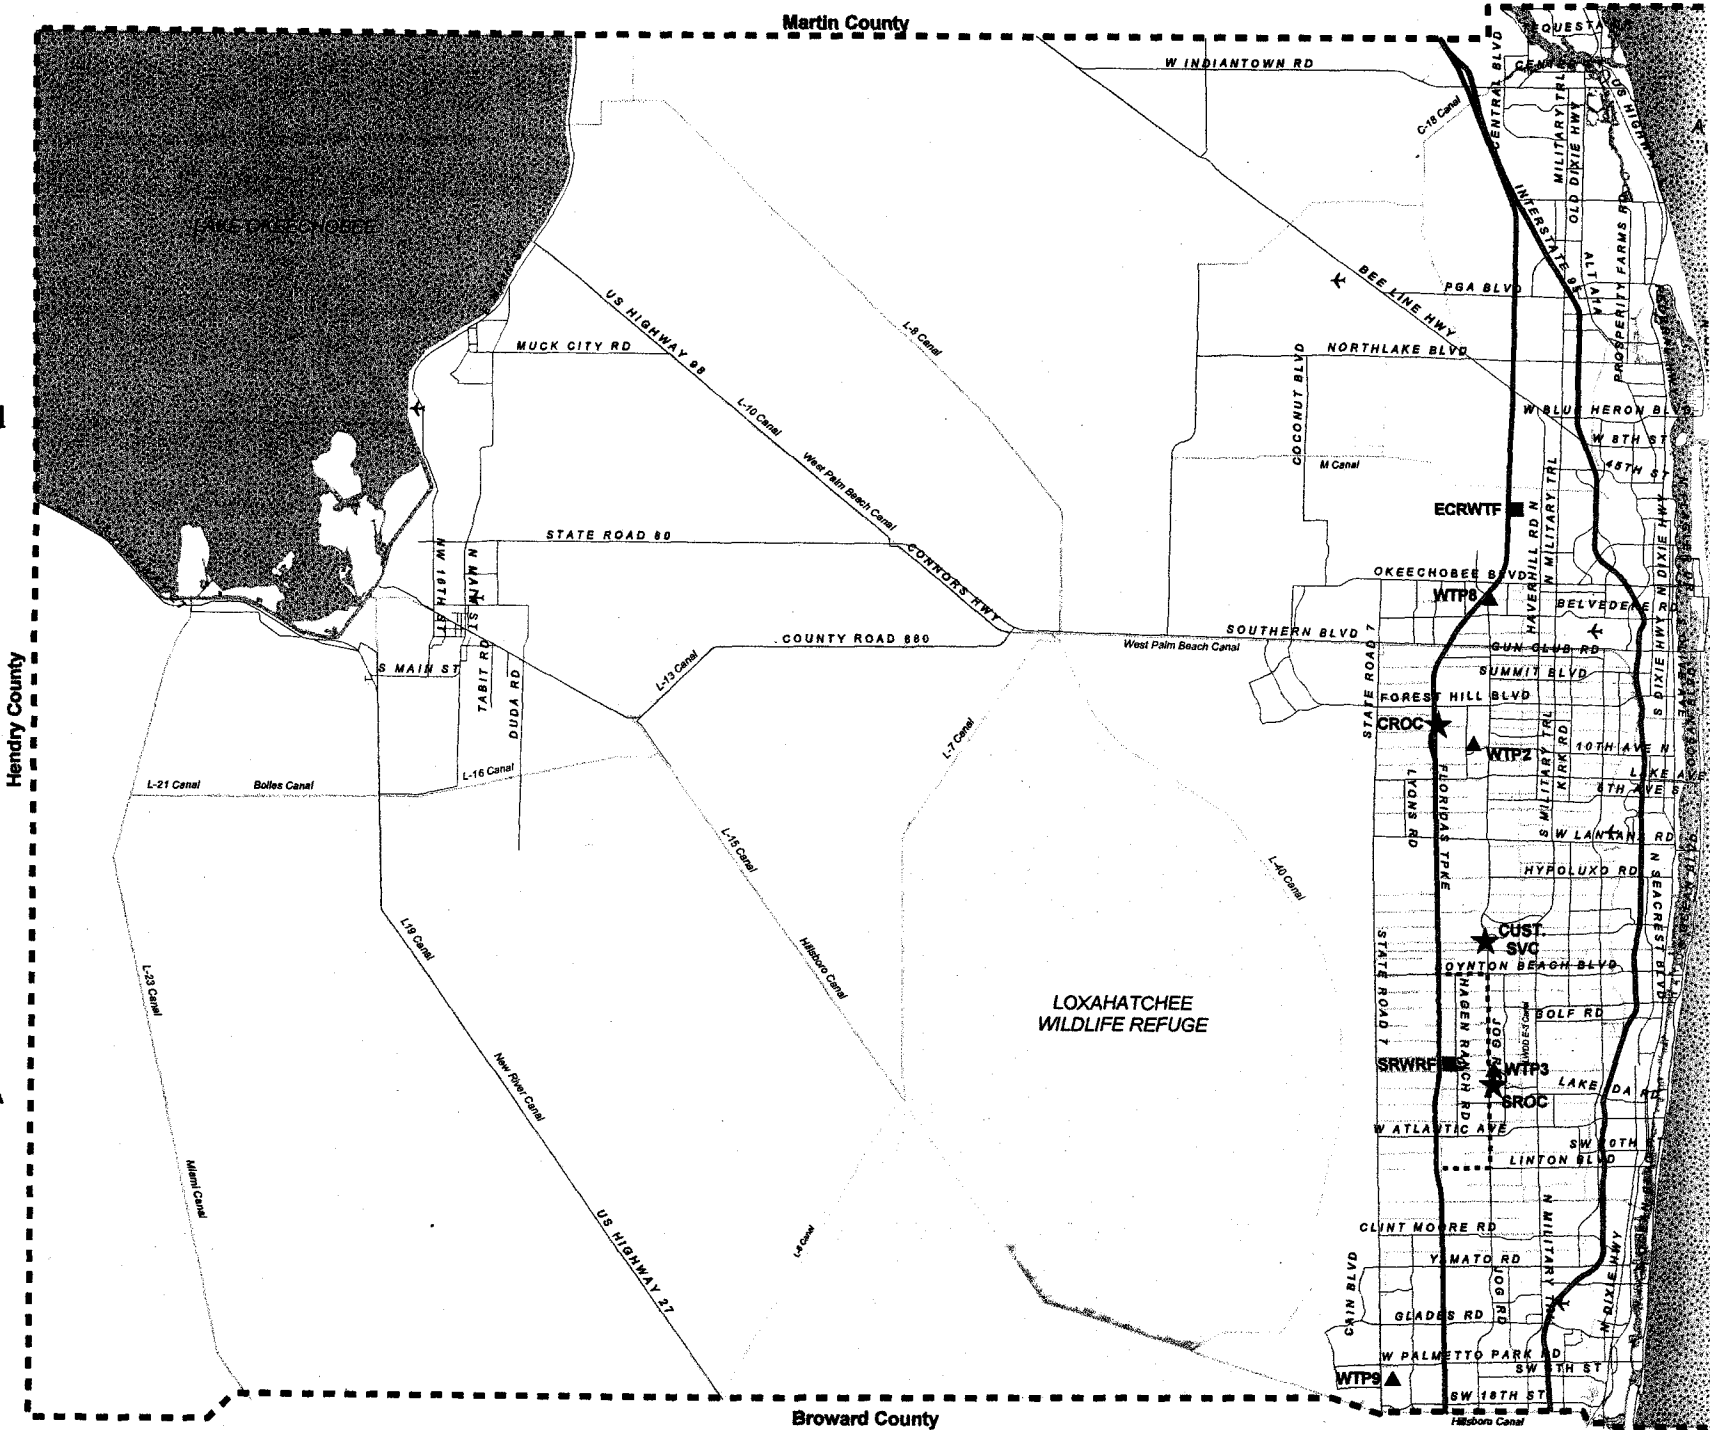 Martin County
W INDIANTOWN RD
CENTRAL BLVD
C-18 Canal
MILITARY TRL
OLD DIXIE HWY
INTERSTATE 95
ALT A1A
PROSPERITY FARMS RD
LAKE OKEECHOBEE
BEE LINE HWY
PGA BLVD
US HIGHWAY 98
MUCK CITY RD
L-8 Canal
NORTHLAKE BLVD
COCONUT BLVD
L-10 Canal
West Palm Beach Canal
W BLUE HERON BLVD
W 8TH ST
45TH ST
M Canal
ECRWTF
HAVERHILL RD N
N MILITARY TRL
N DIXIE HWY
STATE ROAD 80
CONNORS HWY
NW 16TH ST
N MAIN ST
OKEECHOBEE BLVD
WTP8
BELVEDERE RD
COUNTY ROAD 880
SOUTHERN BLVD
West Palm Beach Canal
GUN CLUB RD
SUMMIT BLVD
STATE ROAD 7
S MAIN ST
TABIT RD
DUDA RD
L-13 Canal
FOREST HILL BLVD
S DIXIE HWY
CROC
WTP2
10TH AVE N
KIRK RD
S MILITARY TRL
L-7 Canal
Hendry County
L-21 Canal
Bolles Canal
L-16 Canal
LYONS RD
FLORIDAS TPKE
LAKE AVE
6TH AVE S
W LANTANA RD
L-15 Canal
L-40 Canal
HYPOLUXO RD
N SEACREST BLVD
L19 Canal
Hillsboro Canal
CUST.
SVC
STATE ROAD 7
BOYNTON BEACH BLVD
L-23 Canal
LOXAHATCHEE
WILDLIFE REFUGE
HAGEN RANCH RD
GOLF RD
New River Canal
SRWRF
WTP3
SROC
W ATLANTIC AVE
LINTON BLVD
Miami Canal
US HIGHWAY 27
L-6 Canal
CLINT MOORE RD
YAMATO RD
N MILITARY TRL
JOG RD
N DIXIE HWY
CAIN BLVD
GLADES RD
W PALMETTO PARK RD
WTP9
SW 18TH ST
Broward County
Hillsboro Canal